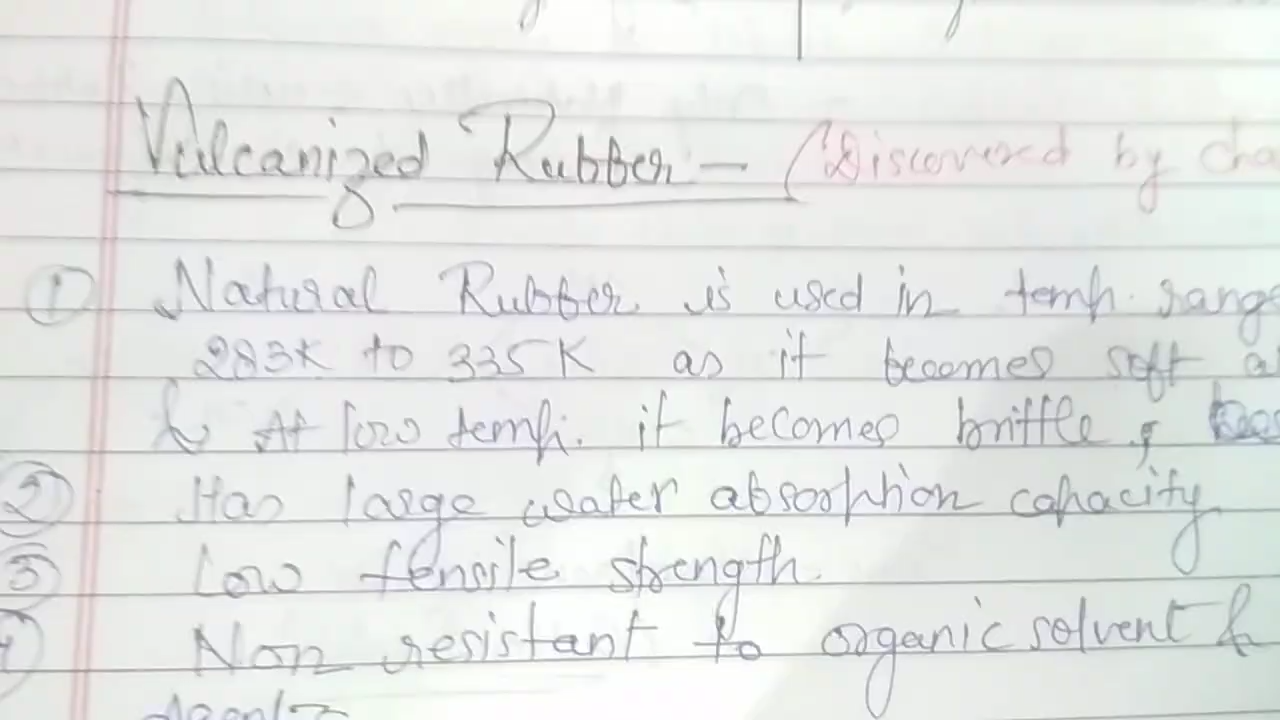 Vulcanized Rubber - (Discovered by Cha
① Natural Rubber is used in temp. range
283K to 335K as it becomes soft a
& At low temp. it becomes brittle,
② Has large water absorption capacity
③ Low tensile strength.
Non resistant to organic solvent &